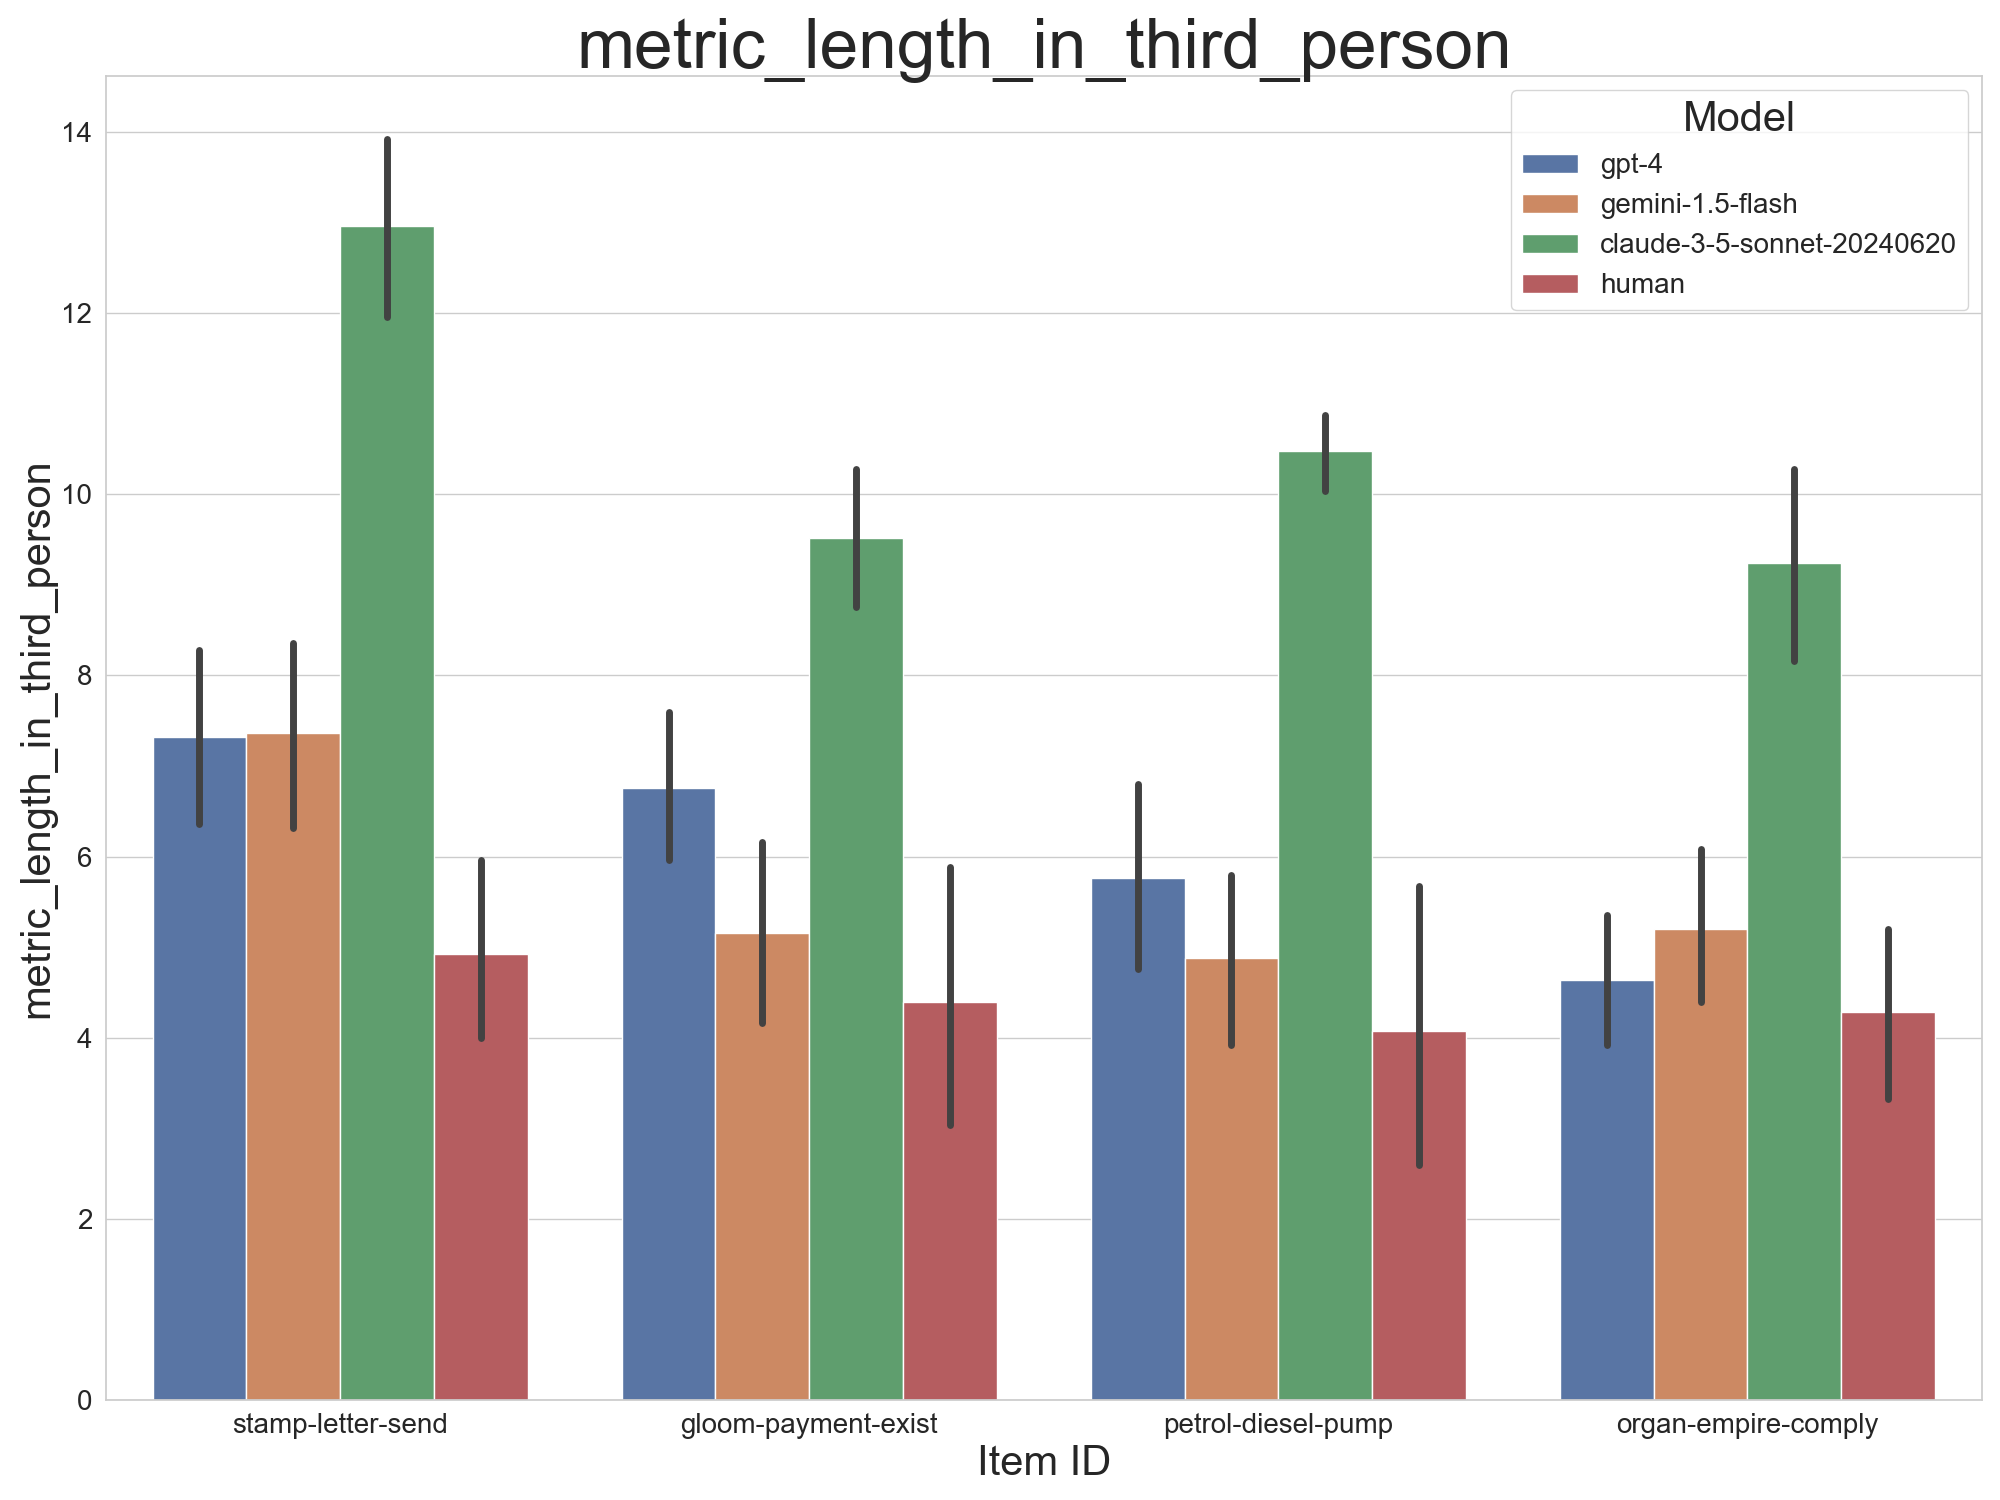 metric_length_in_third_person
Model
gpt-4
gemini-1.5-flash
claude-3-5-sonnet-20240620
human
metric_length_in_third_person
14
12
10
8
6
4
2
0
stamp-letter-send
gloom-payment-exist
petrol-diesel-pump
organ-empire-comply
Item ID